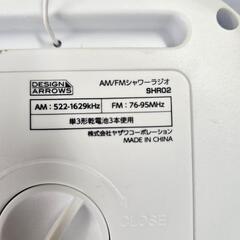 DESIGN
ARROWS
AM/FMシャワーラジオ
SHR02
AM : 522-1629kHz
FM : 76-95MHz
単3形乾電池3本使用
株式会社ヤザワコーポレーション
MADE IN CHINA
CLOSE